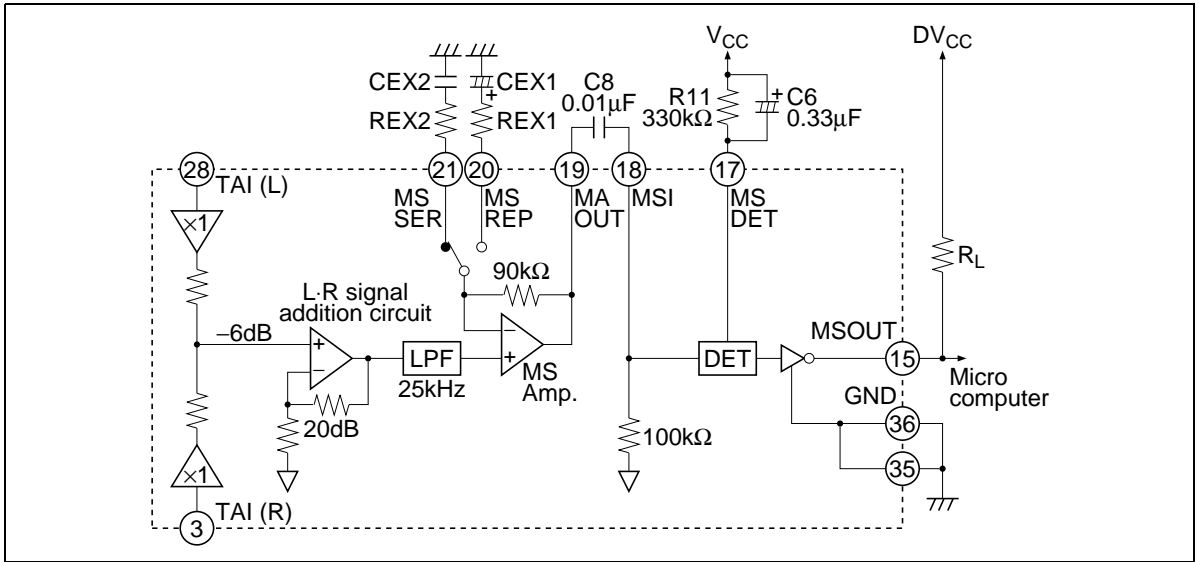 VCC
DVCC
CEX2
CEX1
C8
0.01μF
R11
330kΩ
+
C6
0.33μF
REX2
REX1
+
28
TAI (L)
21
20
19
18
17
MS
SER
MS
REP
MA
OUT
MSI
MS
DET
×1
90kΩ
RL
L·R signal
addition circuit
–6dB
+
–
LPF
25kHz
–
+
MS
Amp.
DET
MSOUT
15
Micro
computer
20dB
100kΩ
GND
36
35
×1
TAI (R)
3